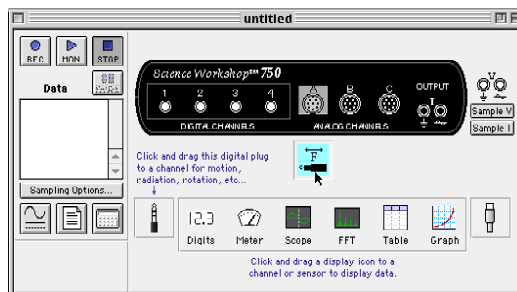 untitled
REC MON STOP
Data
Sampling Options...
Science Workshop™ 750
1 2 3 4
A B C
OUTPUT
DIGITAL CHANNELS
ANALOG CHANNELS
V
I
Sample V
Sample I
Click and drag this digital plug
to a channel for motion,
radiation, rotation, etc...
F
12.3
Digits Meter Scope FFT Table Graph
Click and drag a display icon to a
channel or sensor to display data.